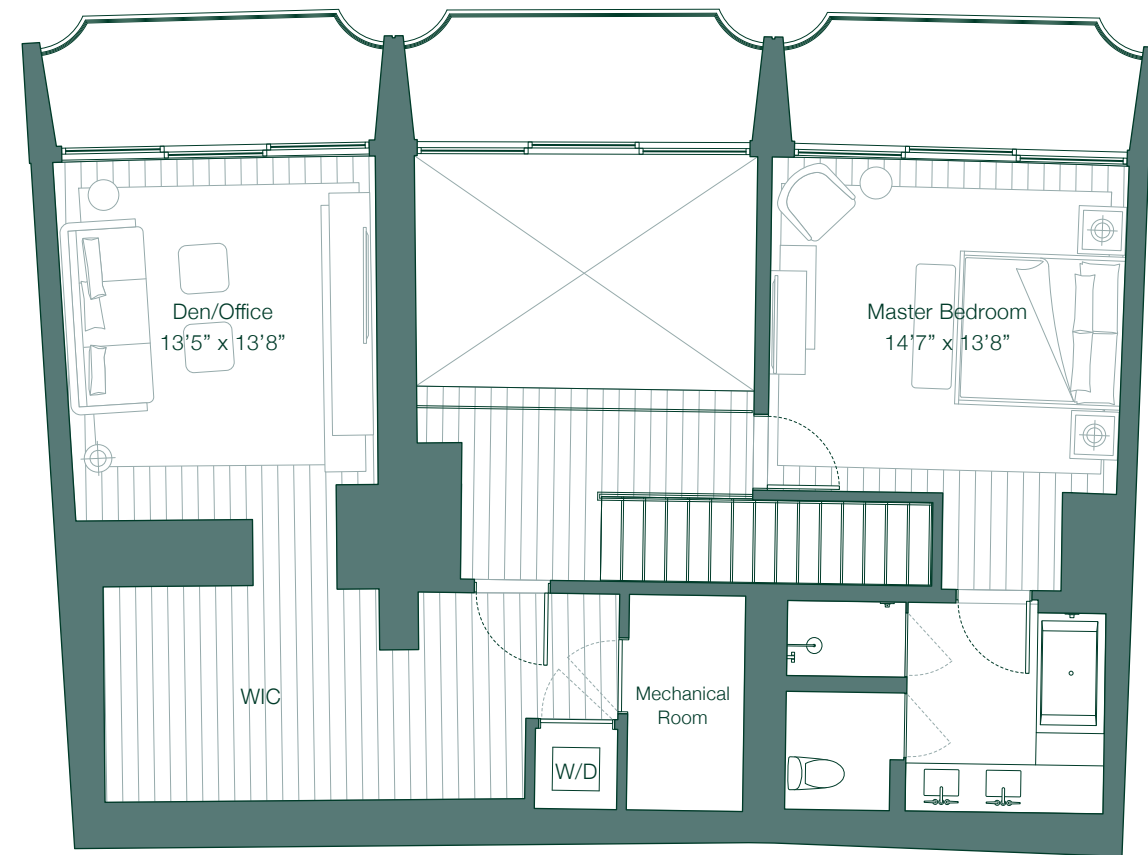 Den/Office
13’5” x 13’8”
Master Bedroom
14’7” x 13’8”
WIC
Mechanical
Room
W/D